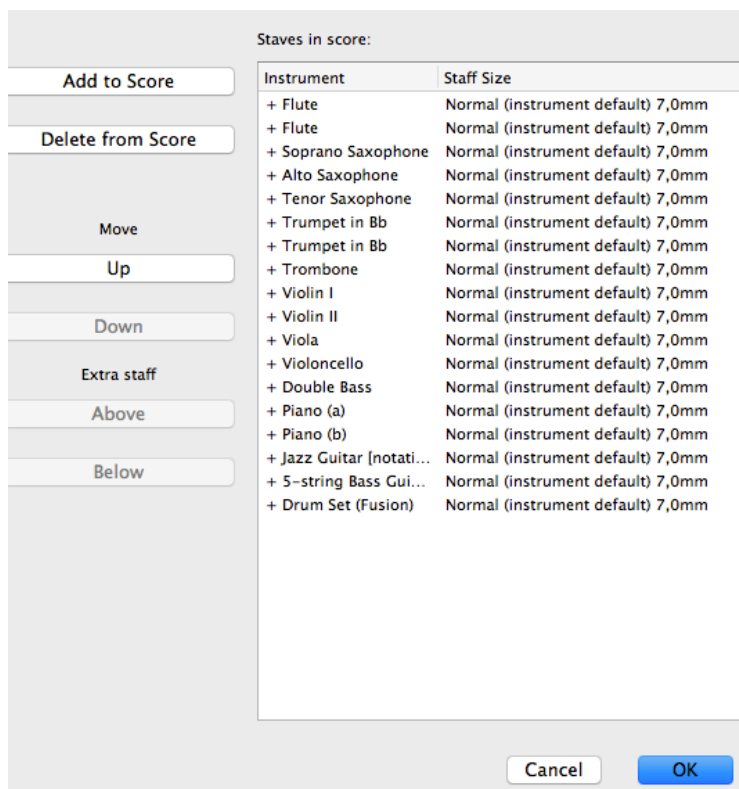 Staves in score:
Instrument Staff Size
Add to Score
+ Flute Normal (instrument default) 7,0mm
+ Flute Normal (instrument default) 7,0mm
Delete from Score
+ Soprano Saxophone Normal (instrument default) 7,0mm
+ Alto Saxophone Normal (instrument default) 7,0mm
+ Tenor Saxophone Normal (instrument default) 7,0mm
Move
+ Trumpet in Bb Normal (instrument default) 7,0mm
+ Trumpet in Bb Normal (instrument default) 7,0mm
Up
+ Trombone Normal (instrument default) 7,0mm
+ Violin I Normal (instrument default) 7,0mm
+ Violin II Normal (instrument default) 7,0mm
Down
+ Viola Normal (instrument default) 7,0mm
+ Violoncello Normal (instrument default) 7,0mm
Extra staff
+ Double Bass Normal (instrument default) 7,0mm
+ Piano (a) Normal (instrument default) 7,0mm
Above
+ Piano (b) Normal (instrument default) 7,0mm
+ Jazz Guitar [notati... Normal (instrument default) 7,0mm
Below
+ 5-string Bass Gui... Normal (instrument default) 7,0mm
+ Drum Set (Fusion) Normal (instrument default) 7,0mm
Cancel
OK